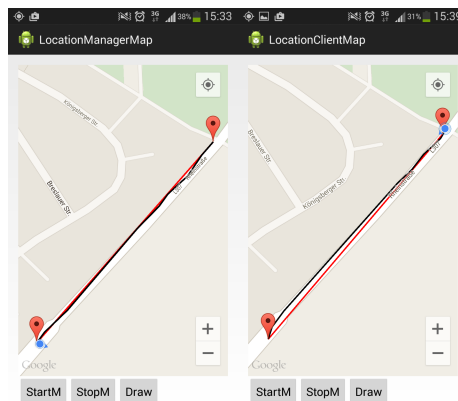 3G 38% 15:33
LocationManagerMap
Königsberger Str.
Breslauer Str.
Google
+
−
StartM StopM Draw
3G 31% 15:39
LocationClientMap
Breslauer Str.
Königsberger Str.
Google
+
−
StartM StopM Draw